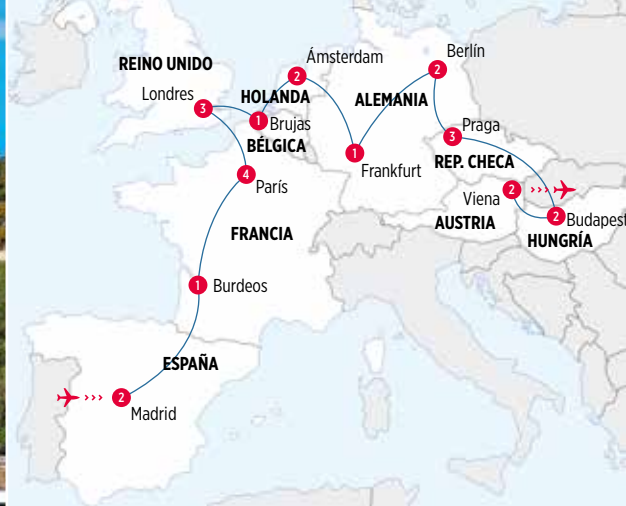 REINO UNIDO
Londres
3
Ámsterdam
2
HOLANDA
1
Brujas
BÉLGICA
Berlín
2
ALEMANIA
1
Frankfurt
Praga
3
REP. CHECA
4
París
Viena
2
›››
AUSTRIA
2
Budapest
HUNGRÍA
FRANCIA
1
Burdeos
ESPAÑA
›››
2
Madrid